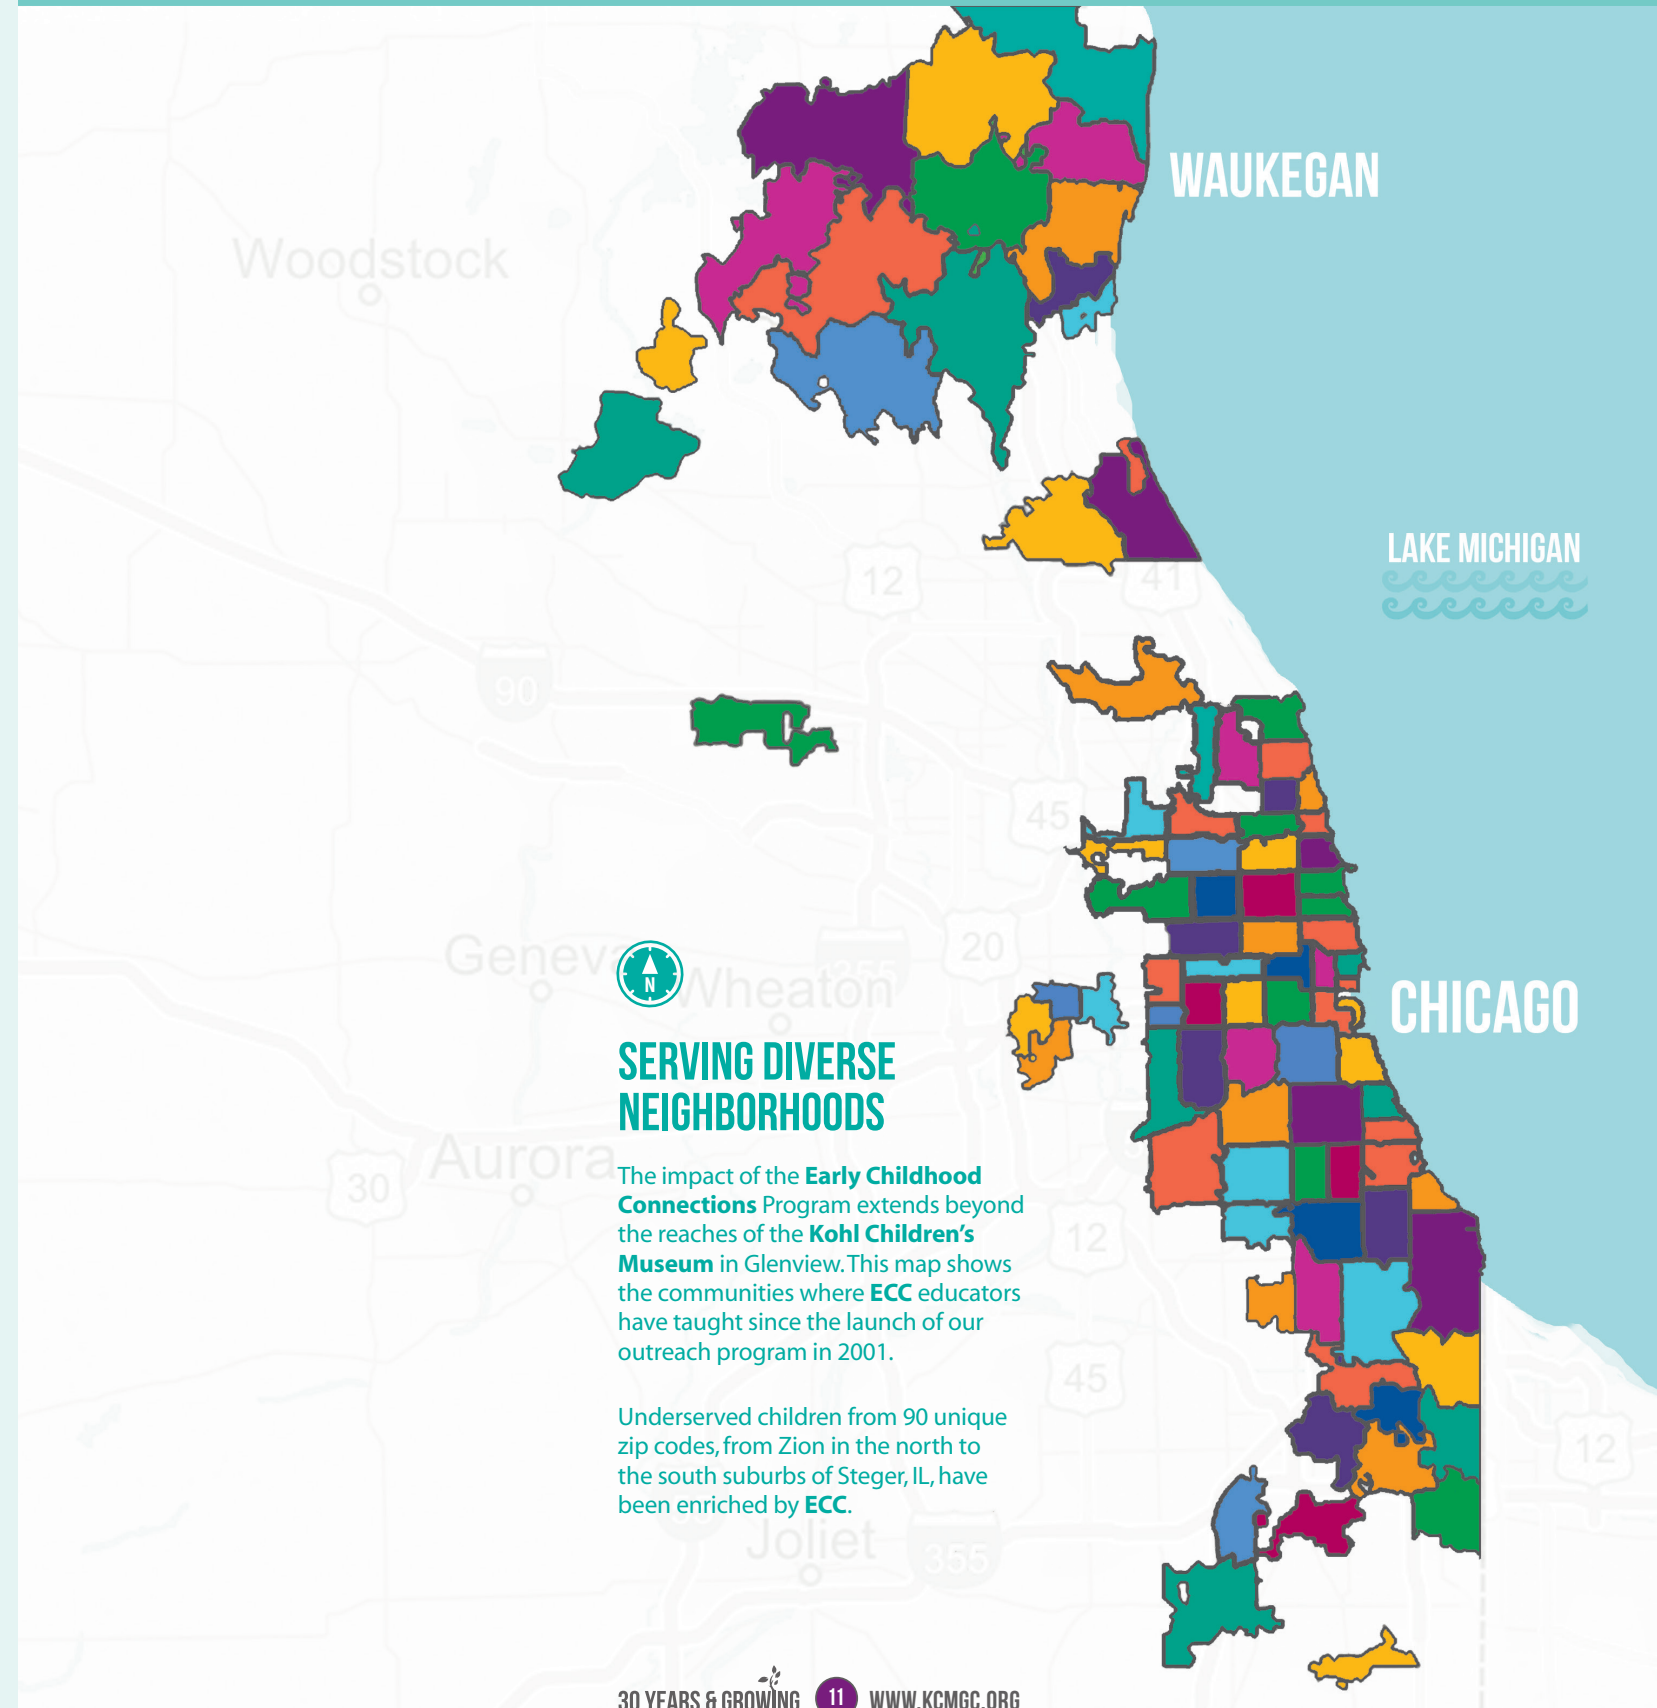 WAUKEGAN
Woodstock
LAKE MICHIGAN
12
41
90
45
20
Geneva
N
Wheaton
355
CHICAGO
SERVING DIVERSE
NEIGHBORHOODS
Aurora
30
The impact of the Early Childhood
Connections Program extends beyond
the reaches of the Kohl Children's
Museum in Glenview. This map shows
the communities where ECC educators
have taught since the launch of our
outreach program in 2001.
12
45
Underserved children from 90 unique
zip codes, from Zion in the north to
the south suburbs of Steger, IL, have
been enriched by ECC.
12
Joliet
355
30 YEARS & GROWING 11 WWW.KCMGC.ORG